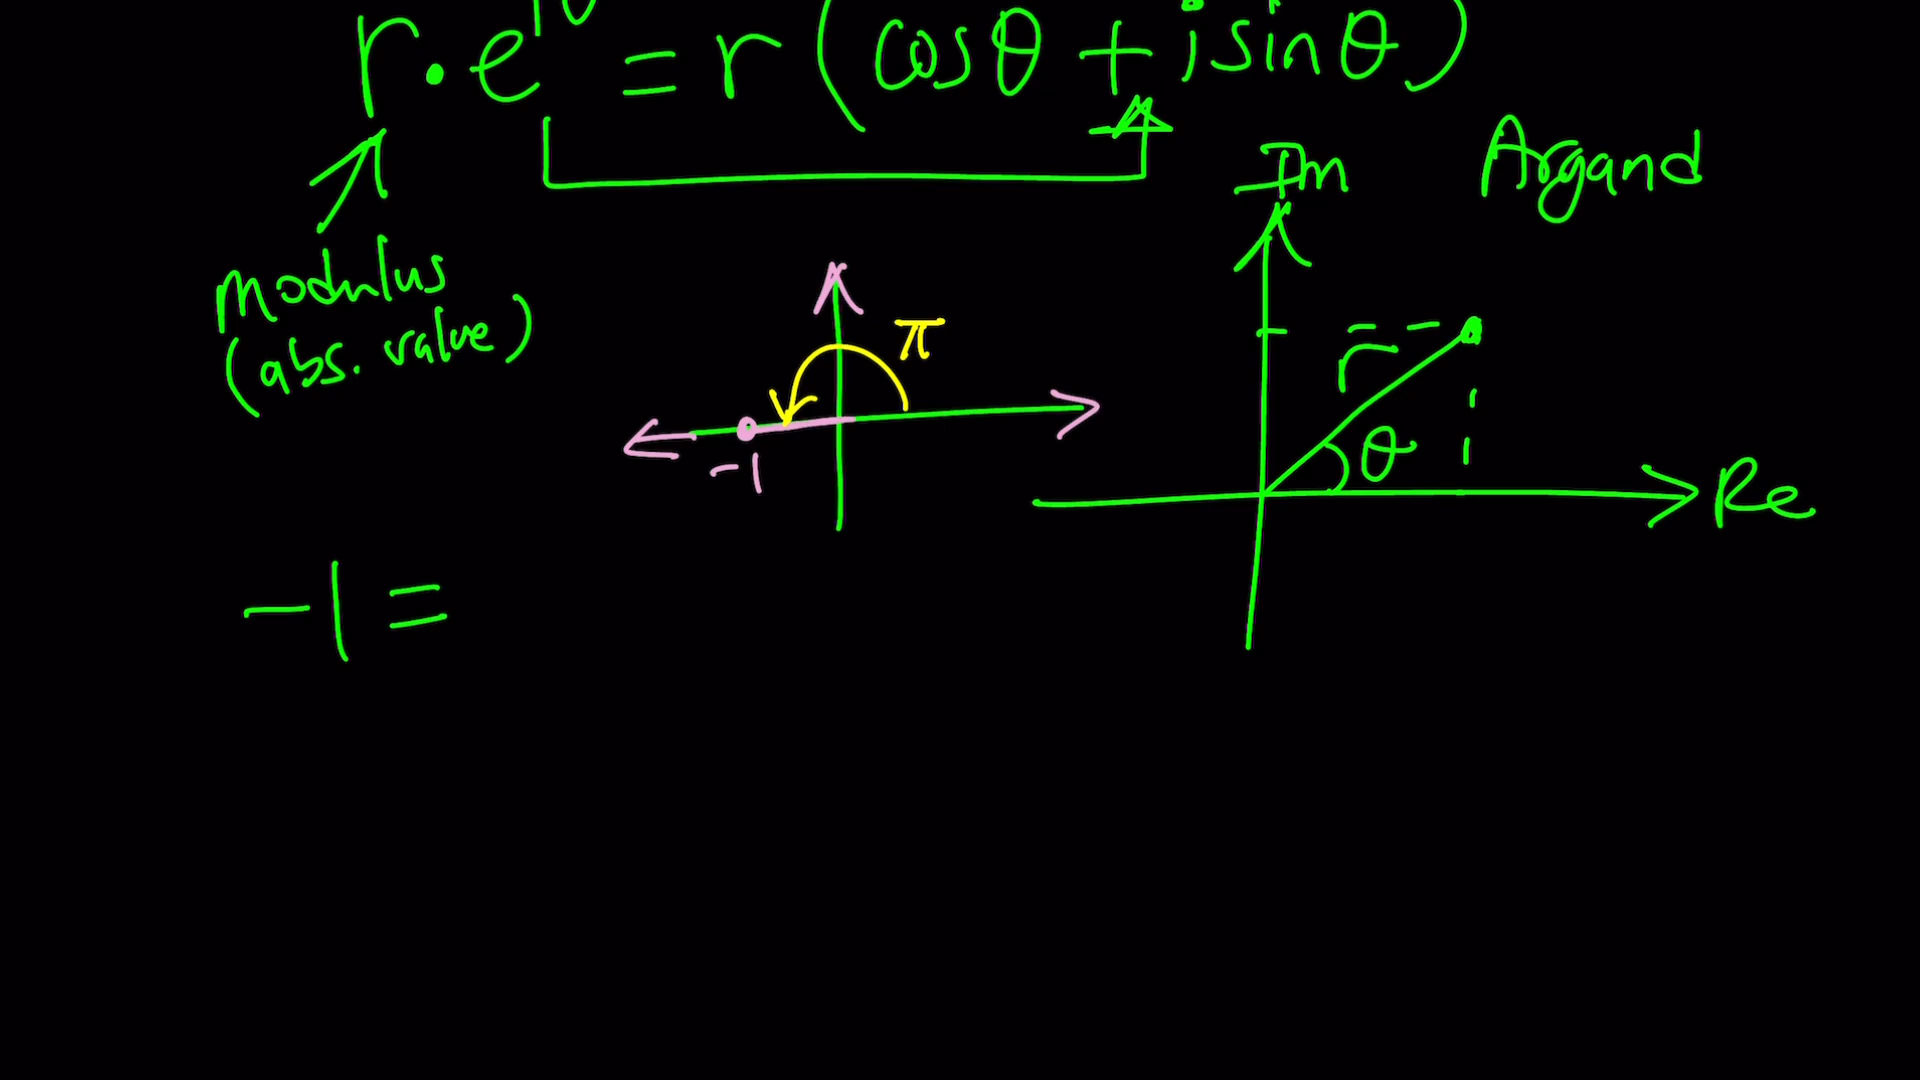 r·e^iθ = r(cosθ + i sinθ)
Im
Argand
modulus
(abs. value)
π
r
θ
-1
Re
-1 =